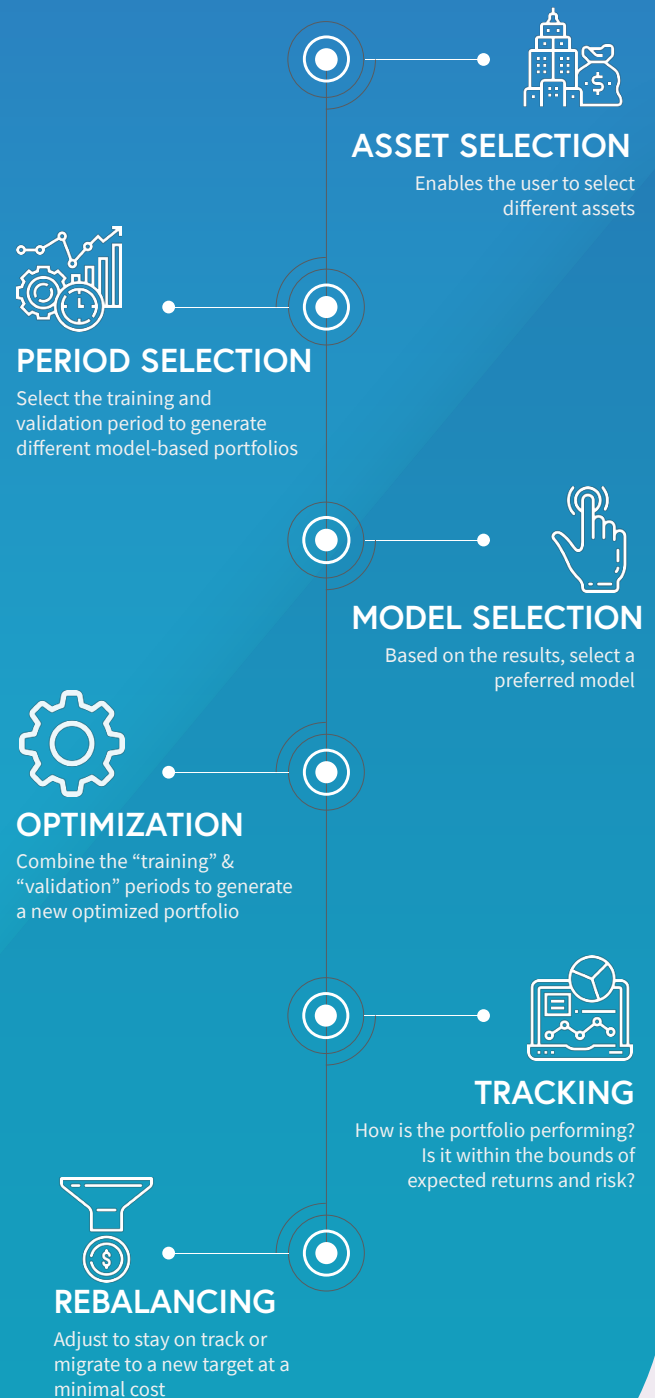 ASSET SELECTION
Enables the user to select
different assets
PERIOD SELECTION
Select the training and
validation period to generate
different model-based portfolios
MODEL SELECTION
Based on the results, select a
preferred model
OPTIMIZATION
Combine the “training” &
“validation” periods to generate
a new optimized portfolio
TRACKING
How is the portfolio performing?
Is it within the bounds of
expected returns and risk?
REBALANCING
Adjust to stay on track or
migrate to a new target at a
minimal cost